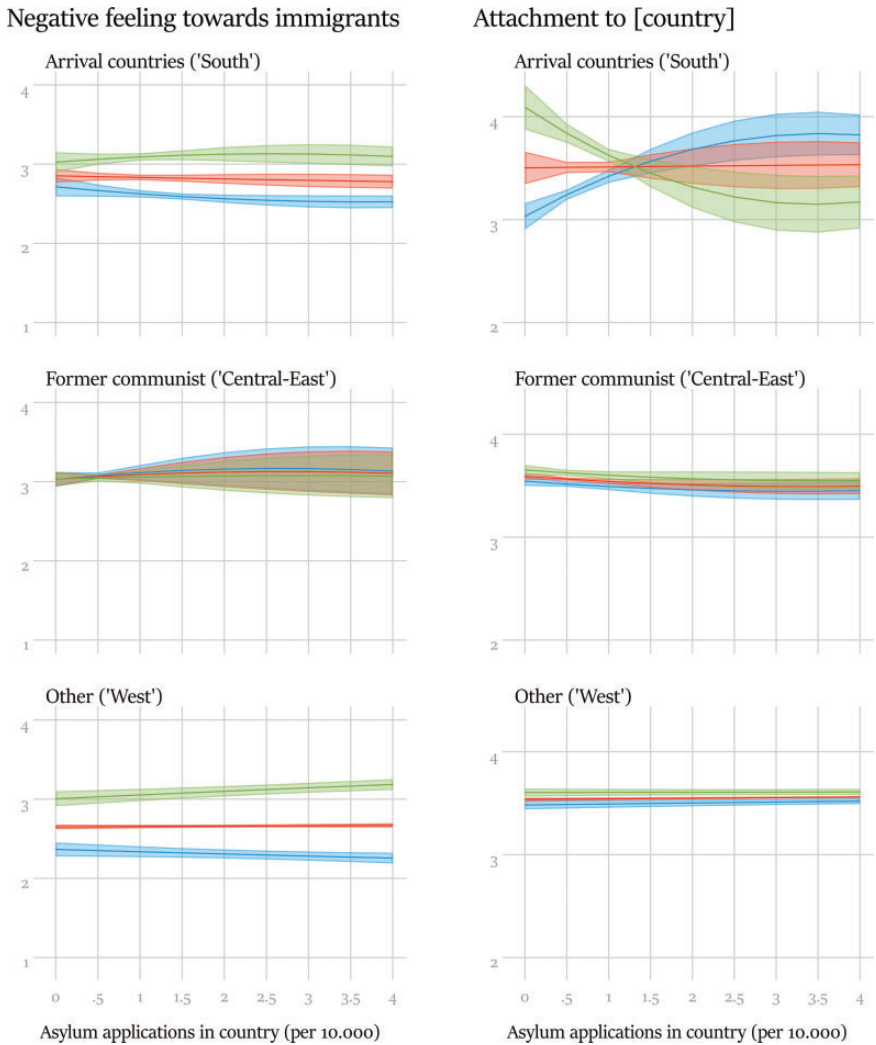 Negative feeling towards immigrants
Arrival countries ('South')
4
3
2
1
Former communist ('Central-East')
4
3
2
1
Other ('West')
4
3
2
1
0 .5 1 1.5 2 2.5 3 3.5 4
Asylum applications in country (per 10.000)
Attachment to [country]
Arrival countries ('South')
4
3
2
Former communist ('Central-East')
4
3
2
Other ('West')
4
3
2
0 .5 1 1.5 2 2.5 3 3.5 4
Asylum applications in country (per 10.000)